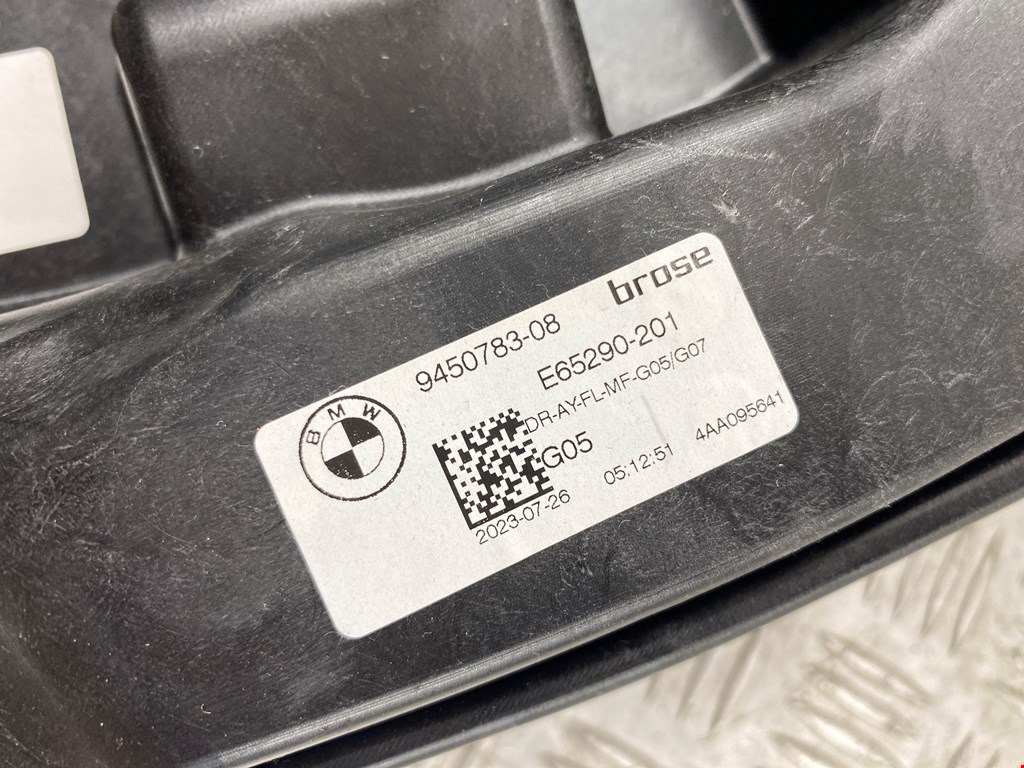 brose
9450783-08
E65290-201
BMW
DR-AY-FL-MF-G05/G07
G05
4AA095641
2023-07-26 05:12:51